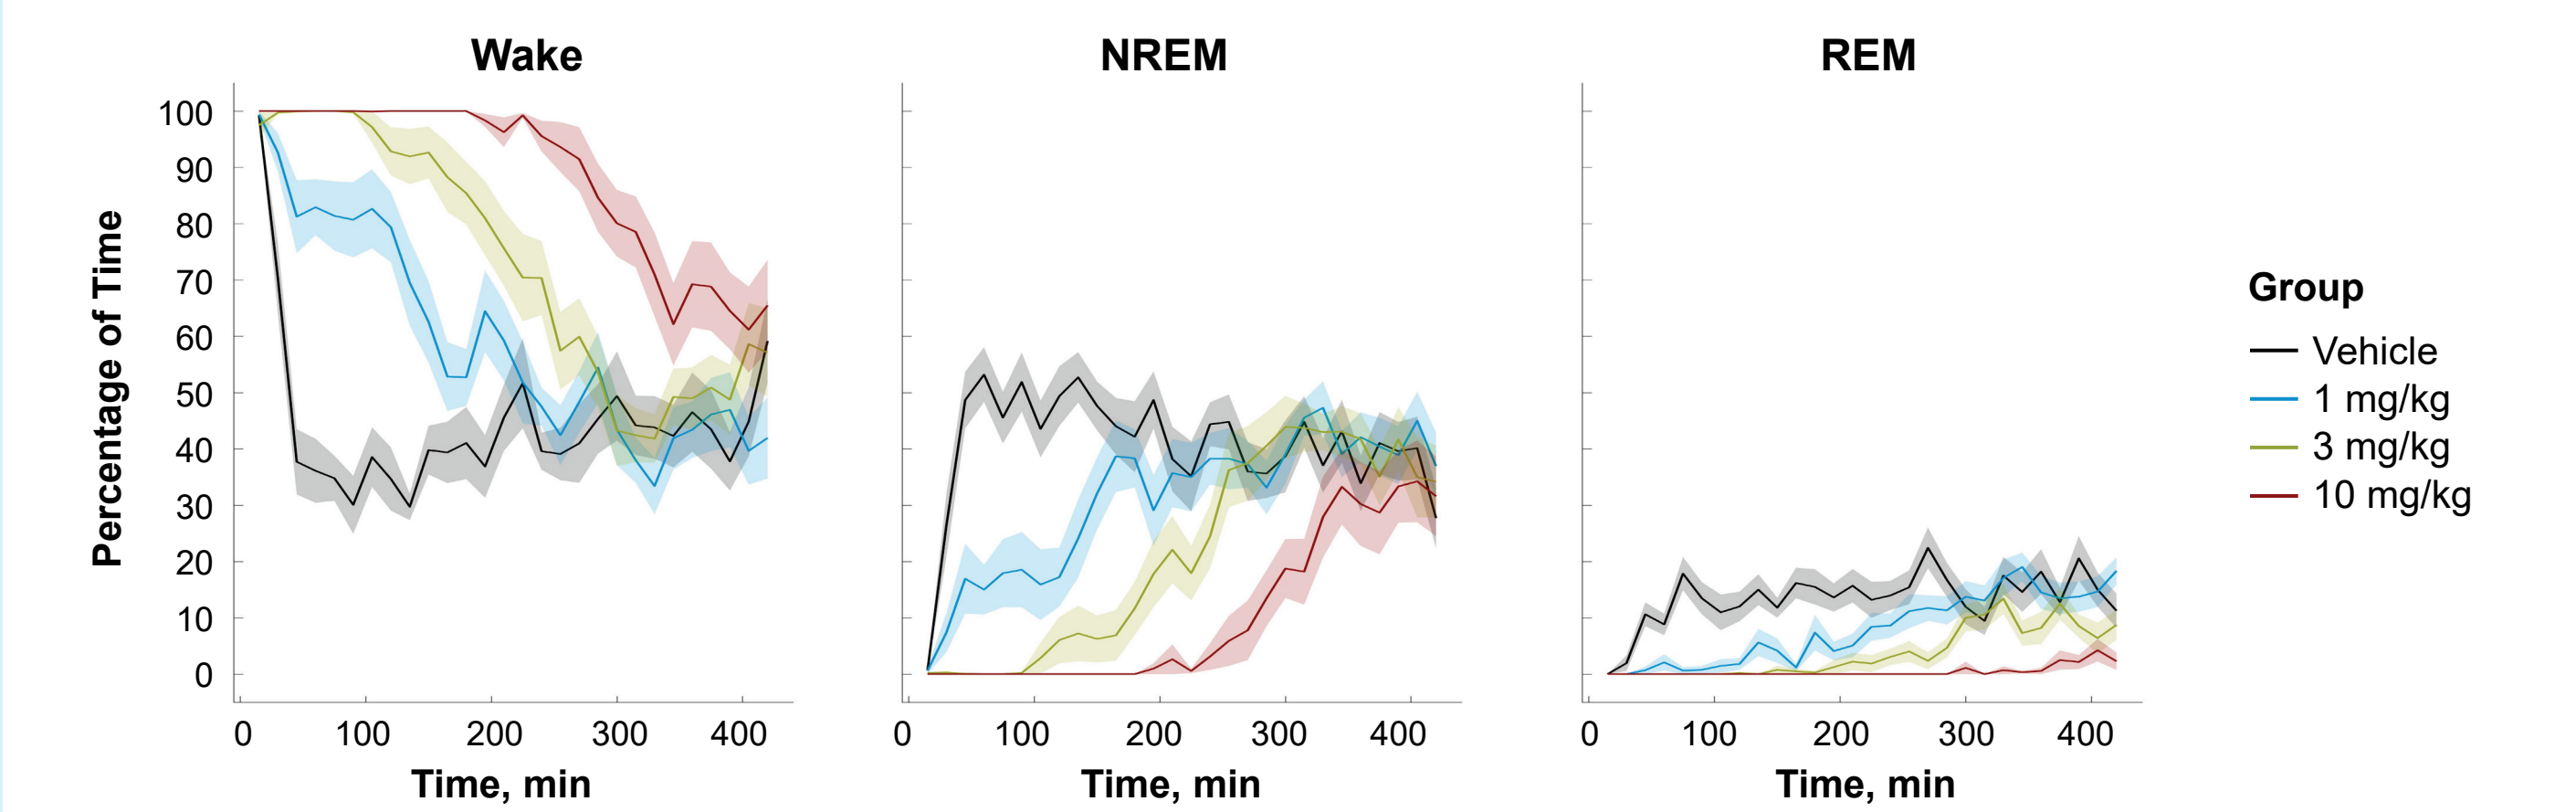 Wake
NREM
REM
Percentage of Time
100
90
80
70
60
50
40
30
20
10
0
0 100 200 300 400
0 100 200 300 400
0 100 200 300 400
Time, min
Time, min
Time, min
Group
Vehicle
1 mg/kg
3 mg/kg
10 mg/kg